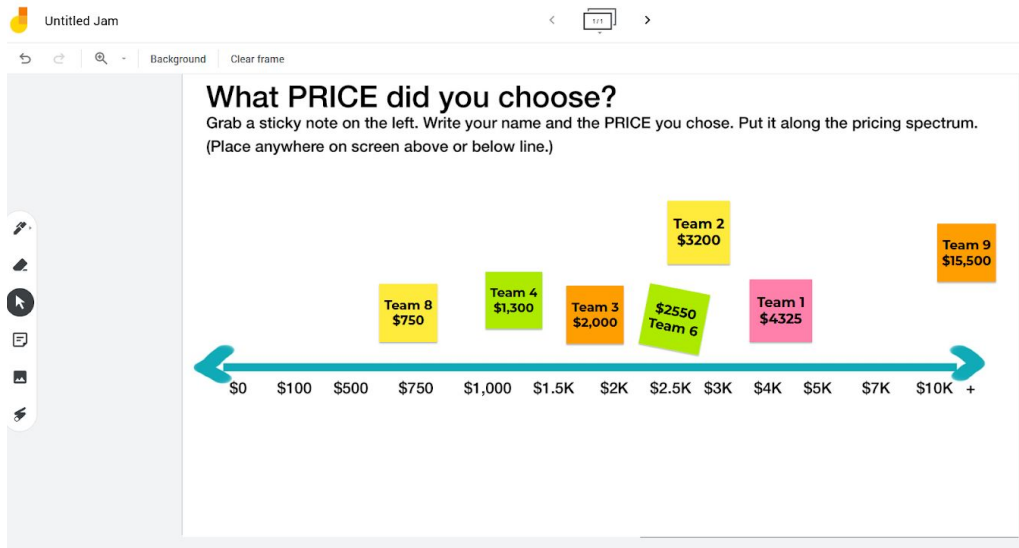 Untitled Jam
1/1
Background
Clear frame
What PRICE did you choose?
Grab a sticky note on the left. Write your name and the PRICE you chose. Put it along the pricing spectrum.
(Place anywhere on screen above or below line.)
Team 2
$3200
Team 9
$15,500
Team 8
$750
Team 4
$1,300
Team 3
$2,000
$2550
Team 6
Team 1
$4325
$0 $100 $500 $750 $1,000 $1.5K $2K $2.5K $3K $4K $5K $7K $10K +